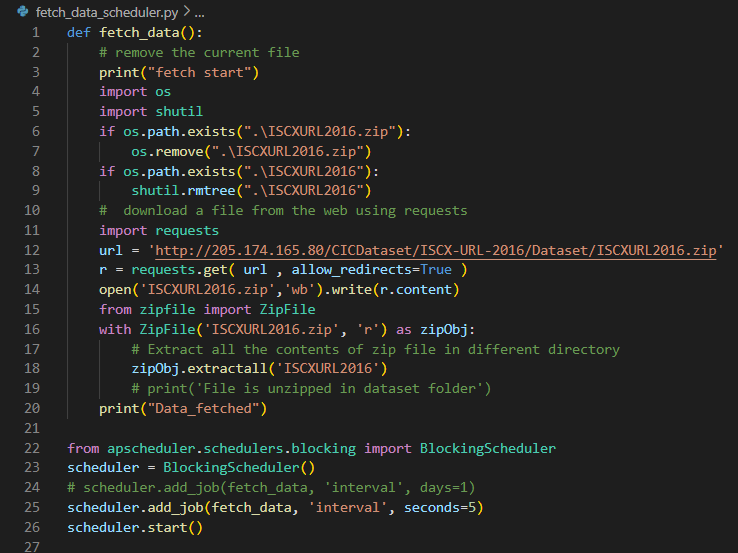 fetch_data_scheduler.py > ...
1 def fetch_data():
2     # remove the current file
3     print("fetch start")
4     import os
5     import shutil
6     if os.path.exists(".\ISCXURL2016.zip"):
7         os.remove(".\ISCXURL2016.zip")
8     if os.path.exists(".\ISCXURL2016"):
9         shutil.rmtree(".\ISCXURL2016")
10     #  download a file from the web using requests
11     import requests
12     url = 'http://205.174.165.80/CICDataset/ISCX-URL-2016/Dataset/ISCXURL2016.zip'
13     r = requests.get( url , allow_redirects=True )
14     open('ISCXURL2016.zip','wb').write(r.content)
15     from zipfile import ZipFile
16     with ZipFile('ISCXURL2016.zip', 'r') as zipObj:
17         # Extract all the contents of zip file in different directory
18         zipObj.extractall('ISCXURL2016')
19         # print('File is unzipped in dataset folder')
20     print("Data_fetched")
21
22 from apscheduler.schedulers.blocking import BlockingScheduler
23 scheduler = BlockingScheduler()
24 # scheduler.add_job(fetch_data, 'interval', days=1)
25 scheduler.add_job(fetch_data, 'interval', seconds=5)
26 scheduler.start()
27